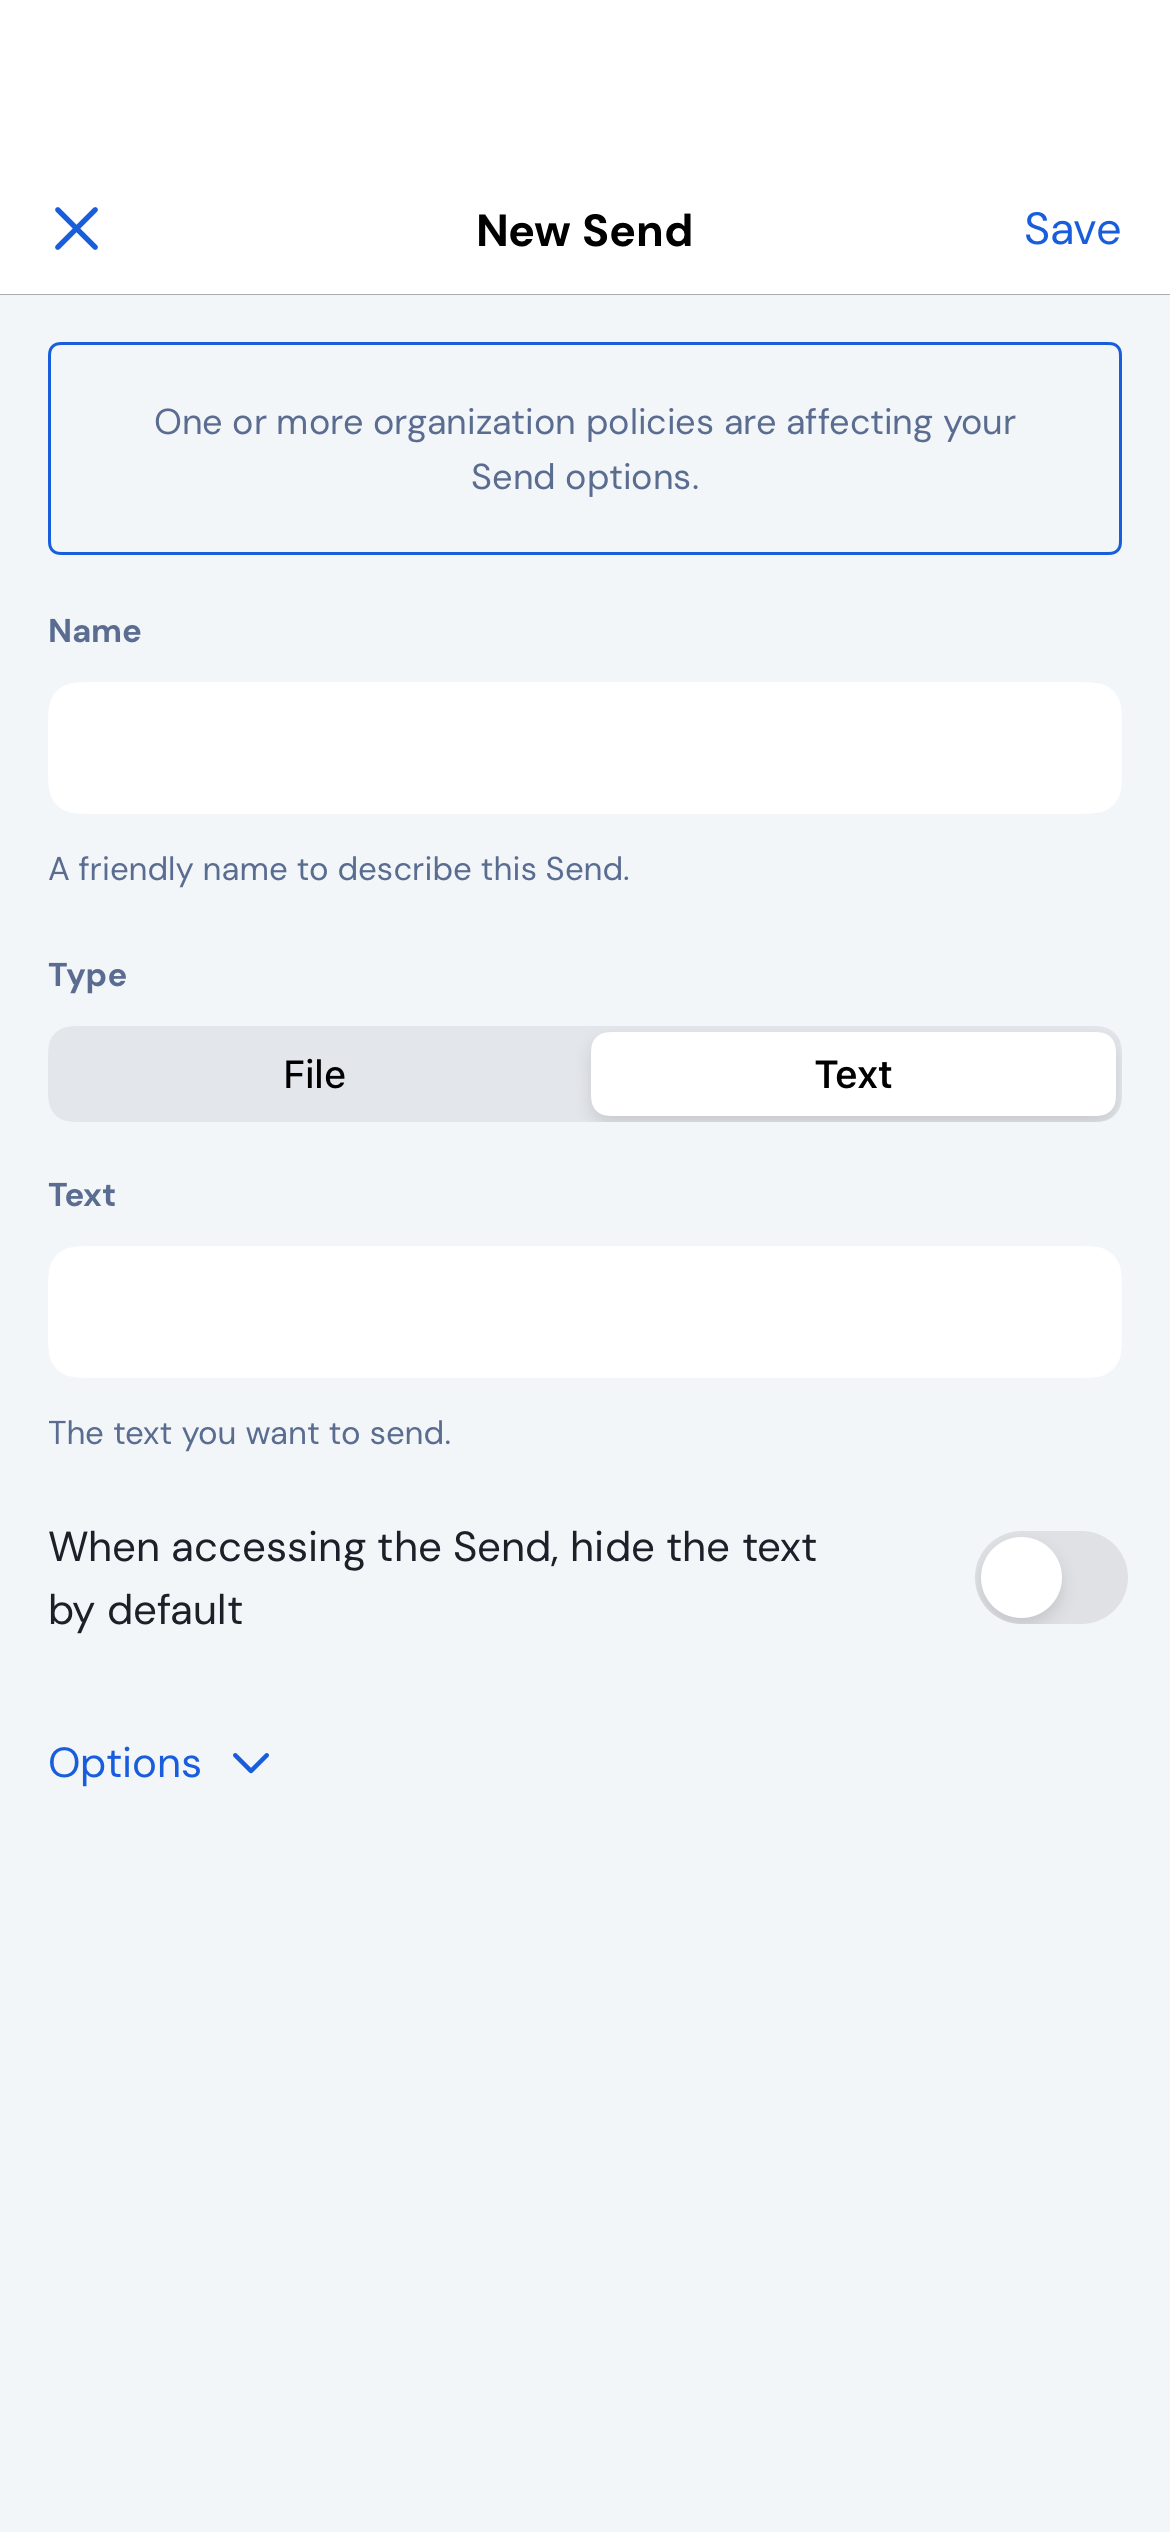 New Send
Save
One or more organization policies are affecting your
Send options.
Name
A friendly name to describe this Send.
Type
File
Text
Text
The text you want to send.
When accessing the Send, hide the text
by default
Options